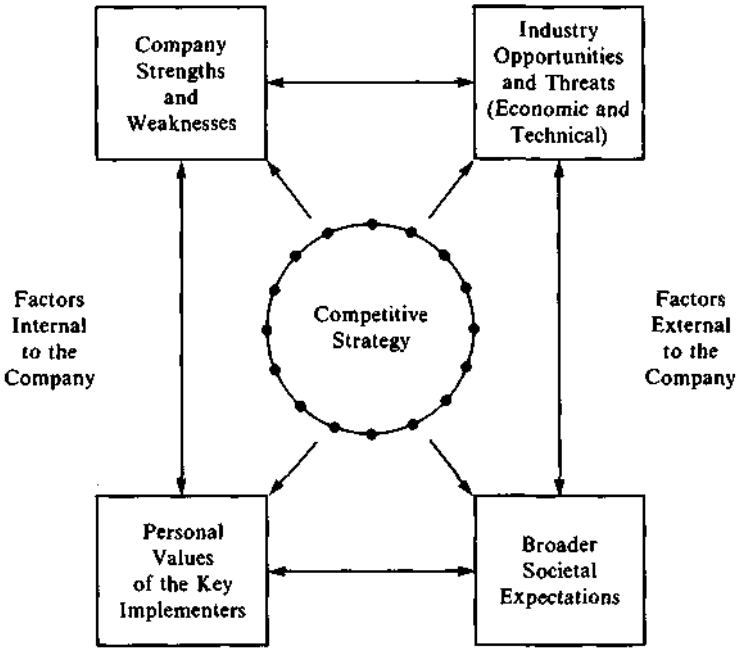 Company
Strengths
and
Weaknesses
Industry
Opportunities
and Threats
(Economic and
Technical)
Factors
Internal
to the
Company
Competitive
Strategy
Factors
External
to the
Company
Personal
Values
of the Key
Implementers
Broader
Societal
Expectations